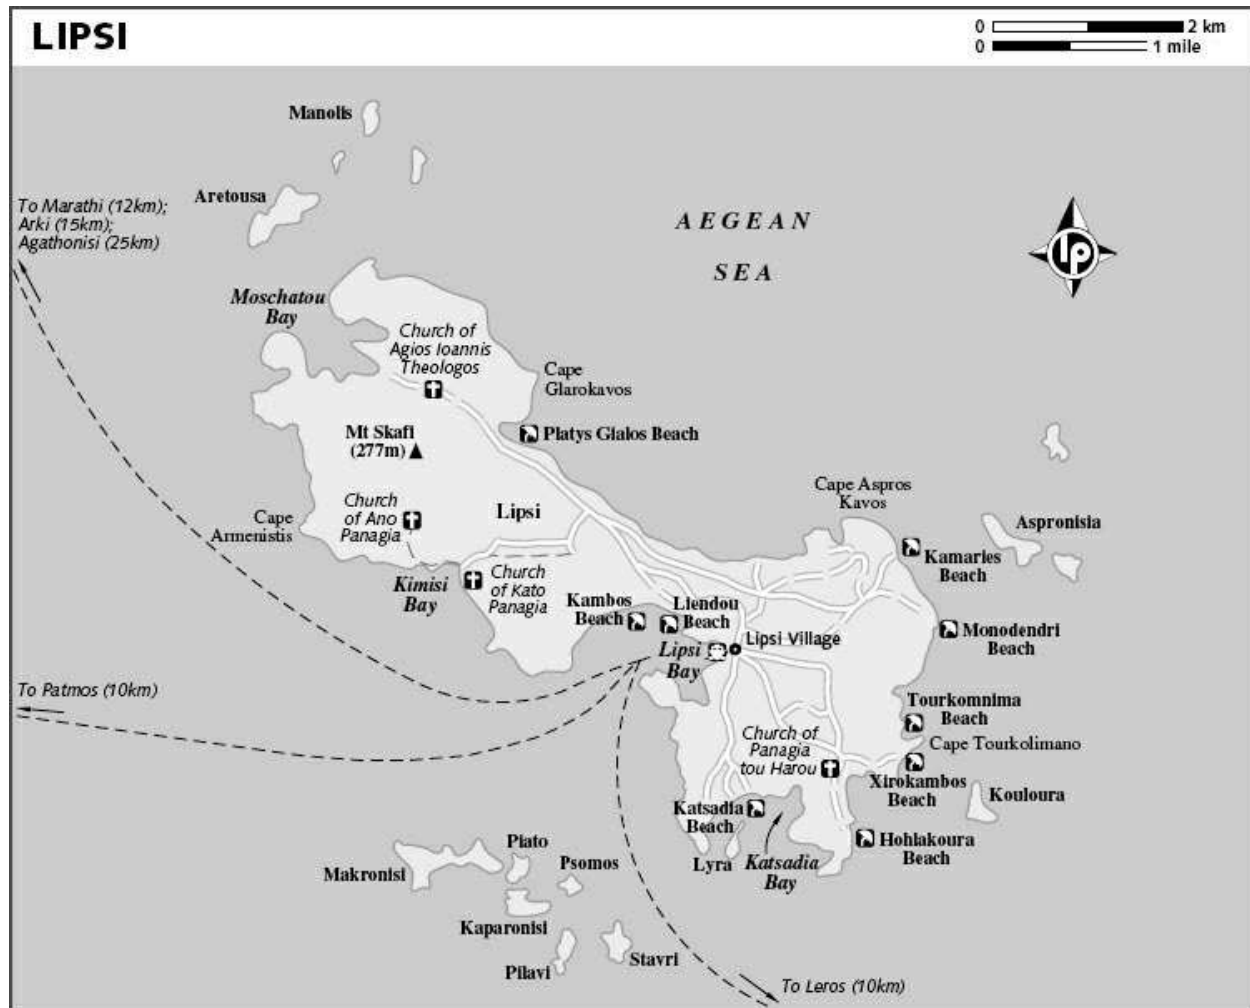 LIPSI
0 2 km
0 1 mile
Manolis
Aretousa
To Marathi (12km);
Arki (15km);
Agathonisi (25km)
AEGEAN
SEA
lp
Moschatou
Bay
Church of
Agios Ioannis
Theologos
Cape
Glarokavos
Mt Skafi
(277m)
Platys Gialos Beach
Cape Aspros
Kavos
Church
of Ano
Panagia
Lipsi
Cape
Armenistis
Aspronisia
Kamaries
Beach
Kimisi
Bay
Church
of Kato
Panagia
Kambos
Beach
Liendou
Beach
Lipsi Village
Monodendri
Beach
Lipsi
Bay
To Patmos (10km)
Tourkomnima
Beach
Church of
Panagia
tou Harou
Cape Tourkolimano
Xirokambos
Beach
Kouloura
Katsadia
Beach
Hohlakoura
Beach
Lyra
Katsadia
Bay
Makronisi
Plato
Psomos
Kaparonisi
Pilavi
Stavri
To Leros (10km)